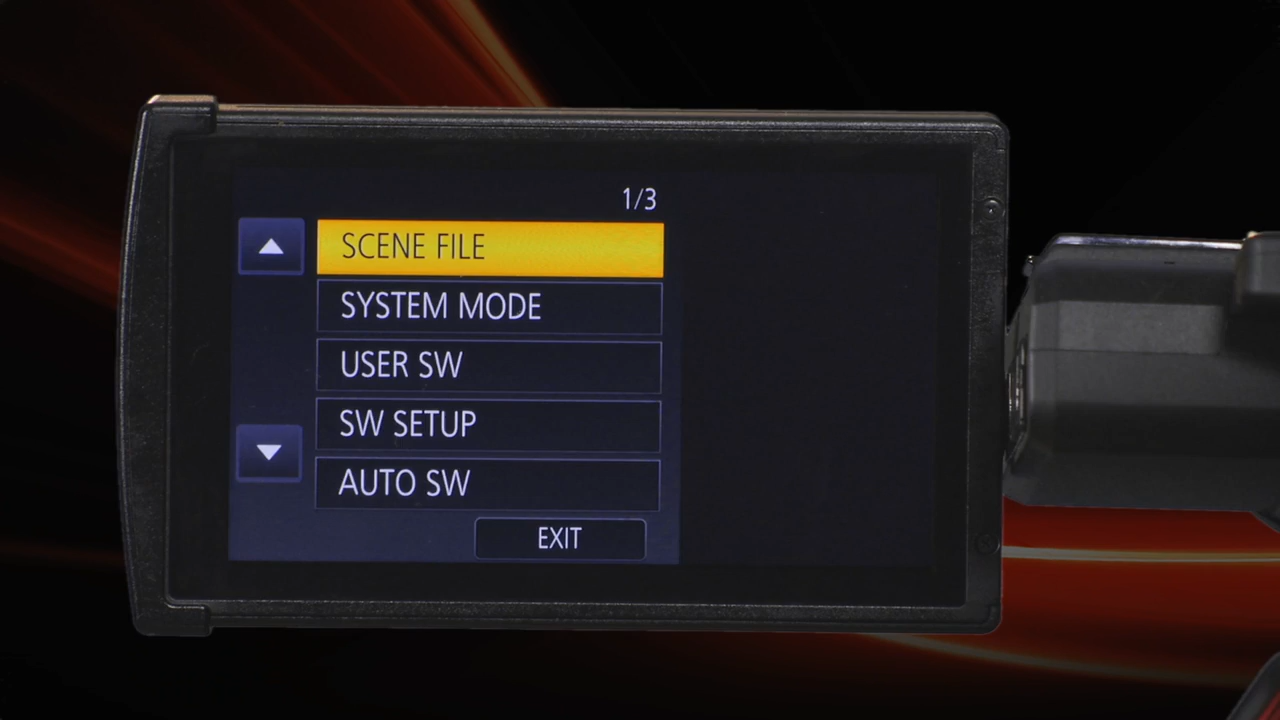 1/3
SCENE FILE
SYSTEM MODE
USER SW
SW SETUP
AUTO SW
EXIT